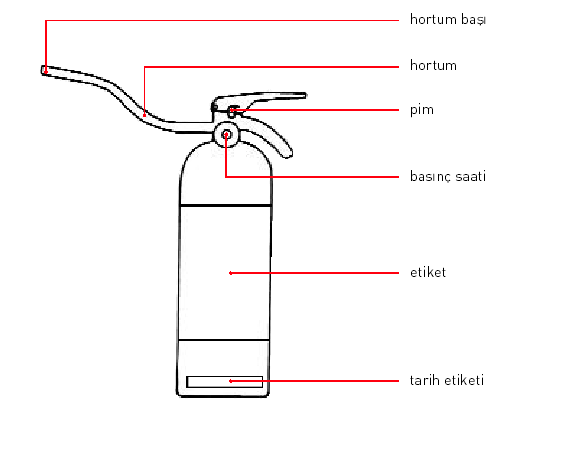 hortum başı
hortum
pim
basınç saati
etiket
tarih etiketi